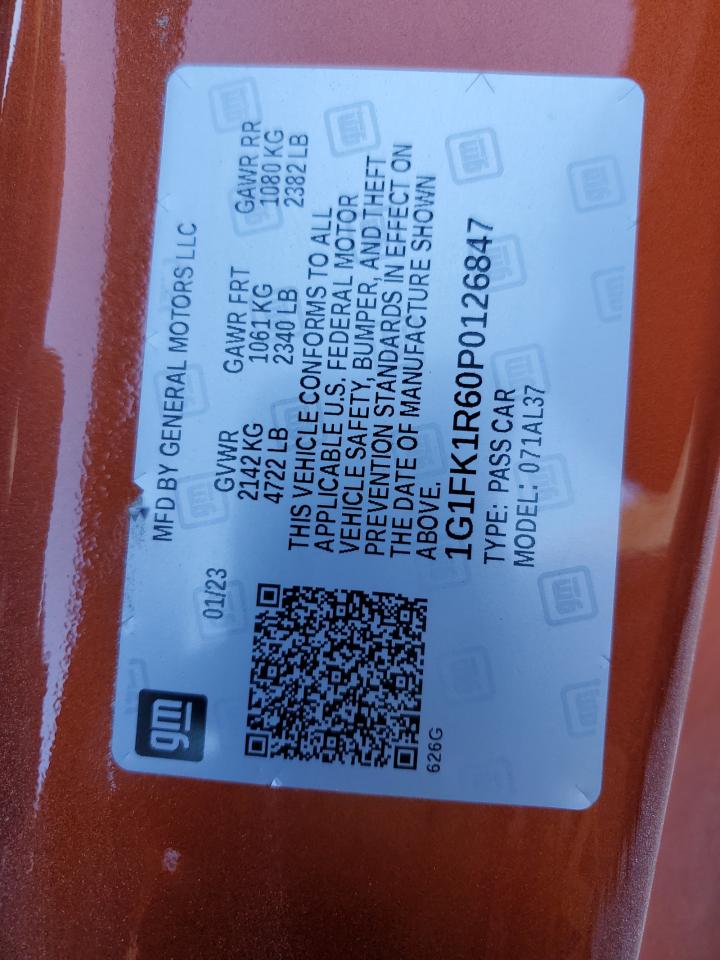 gm
01/23
MFD BY GENERAL MOTORS LLC
GVWR GAWR FRT GAWR RR
2142 KG 1061 KG 1080 KG
4722 LB 2340 LB 2382 LB
THIS VEHICLE CONFORMS TO ALL
APPLICABLE U.S. FEDERAL MOTOR
VEHICLE SAFETY, BUMPER, AND THEFT
PREVENTION STANDARDS IN EFFECT ON
THE DATE OF MANUFACTURE SHOWN
ABOVE.
1G1FK1R60P0126847
TYPE: PASS CAR
MODEL: 071AL37
626G